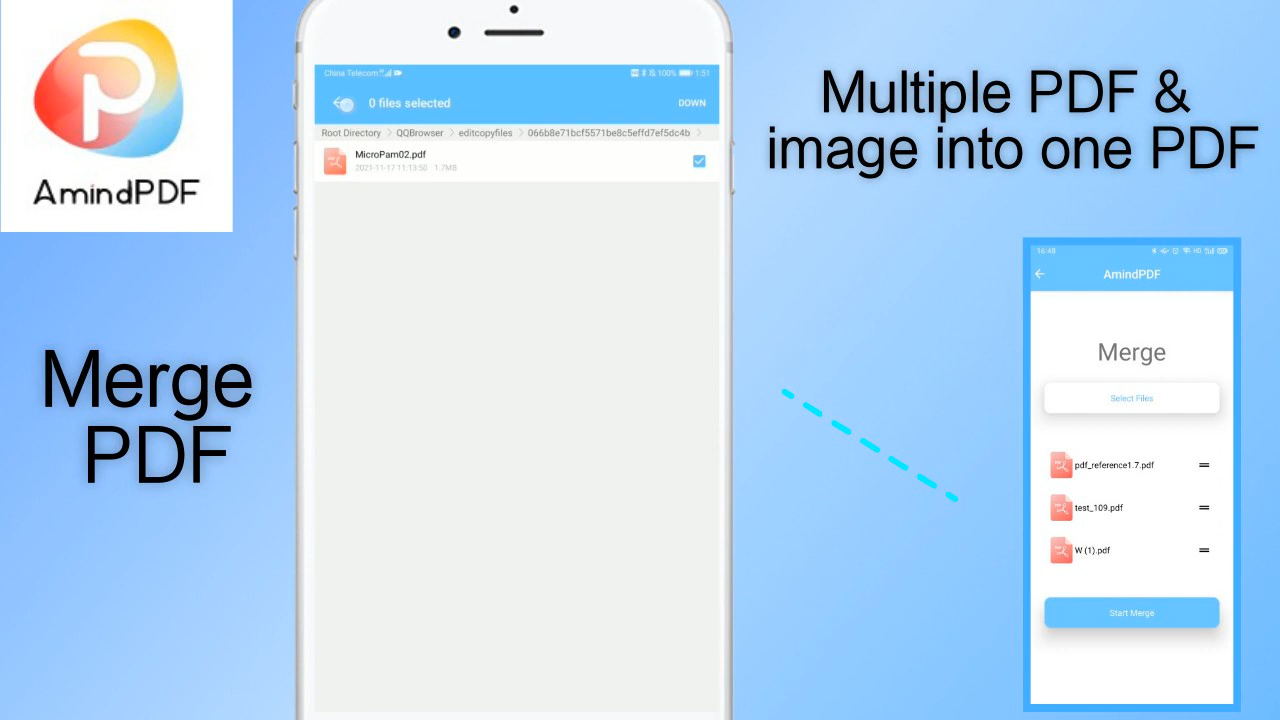 AmindPDF
Merge
PDF
China Telecom
100%
1:51
0 files selected
DOWN
Root Directory
QQBrowser
editcopyfiles
066b8e71bcf5571be8c5effd7ef5dc4b
MicroPam02.pdf
2021-11-17 11:13:50 1.7MB
Multiple PDF &
image into one PDF
16:48
HD
AmindPDF
Merge
Select Files
pdf_reference1.7.pdf
test_109.pdf
W (1).pdf
Start Merge